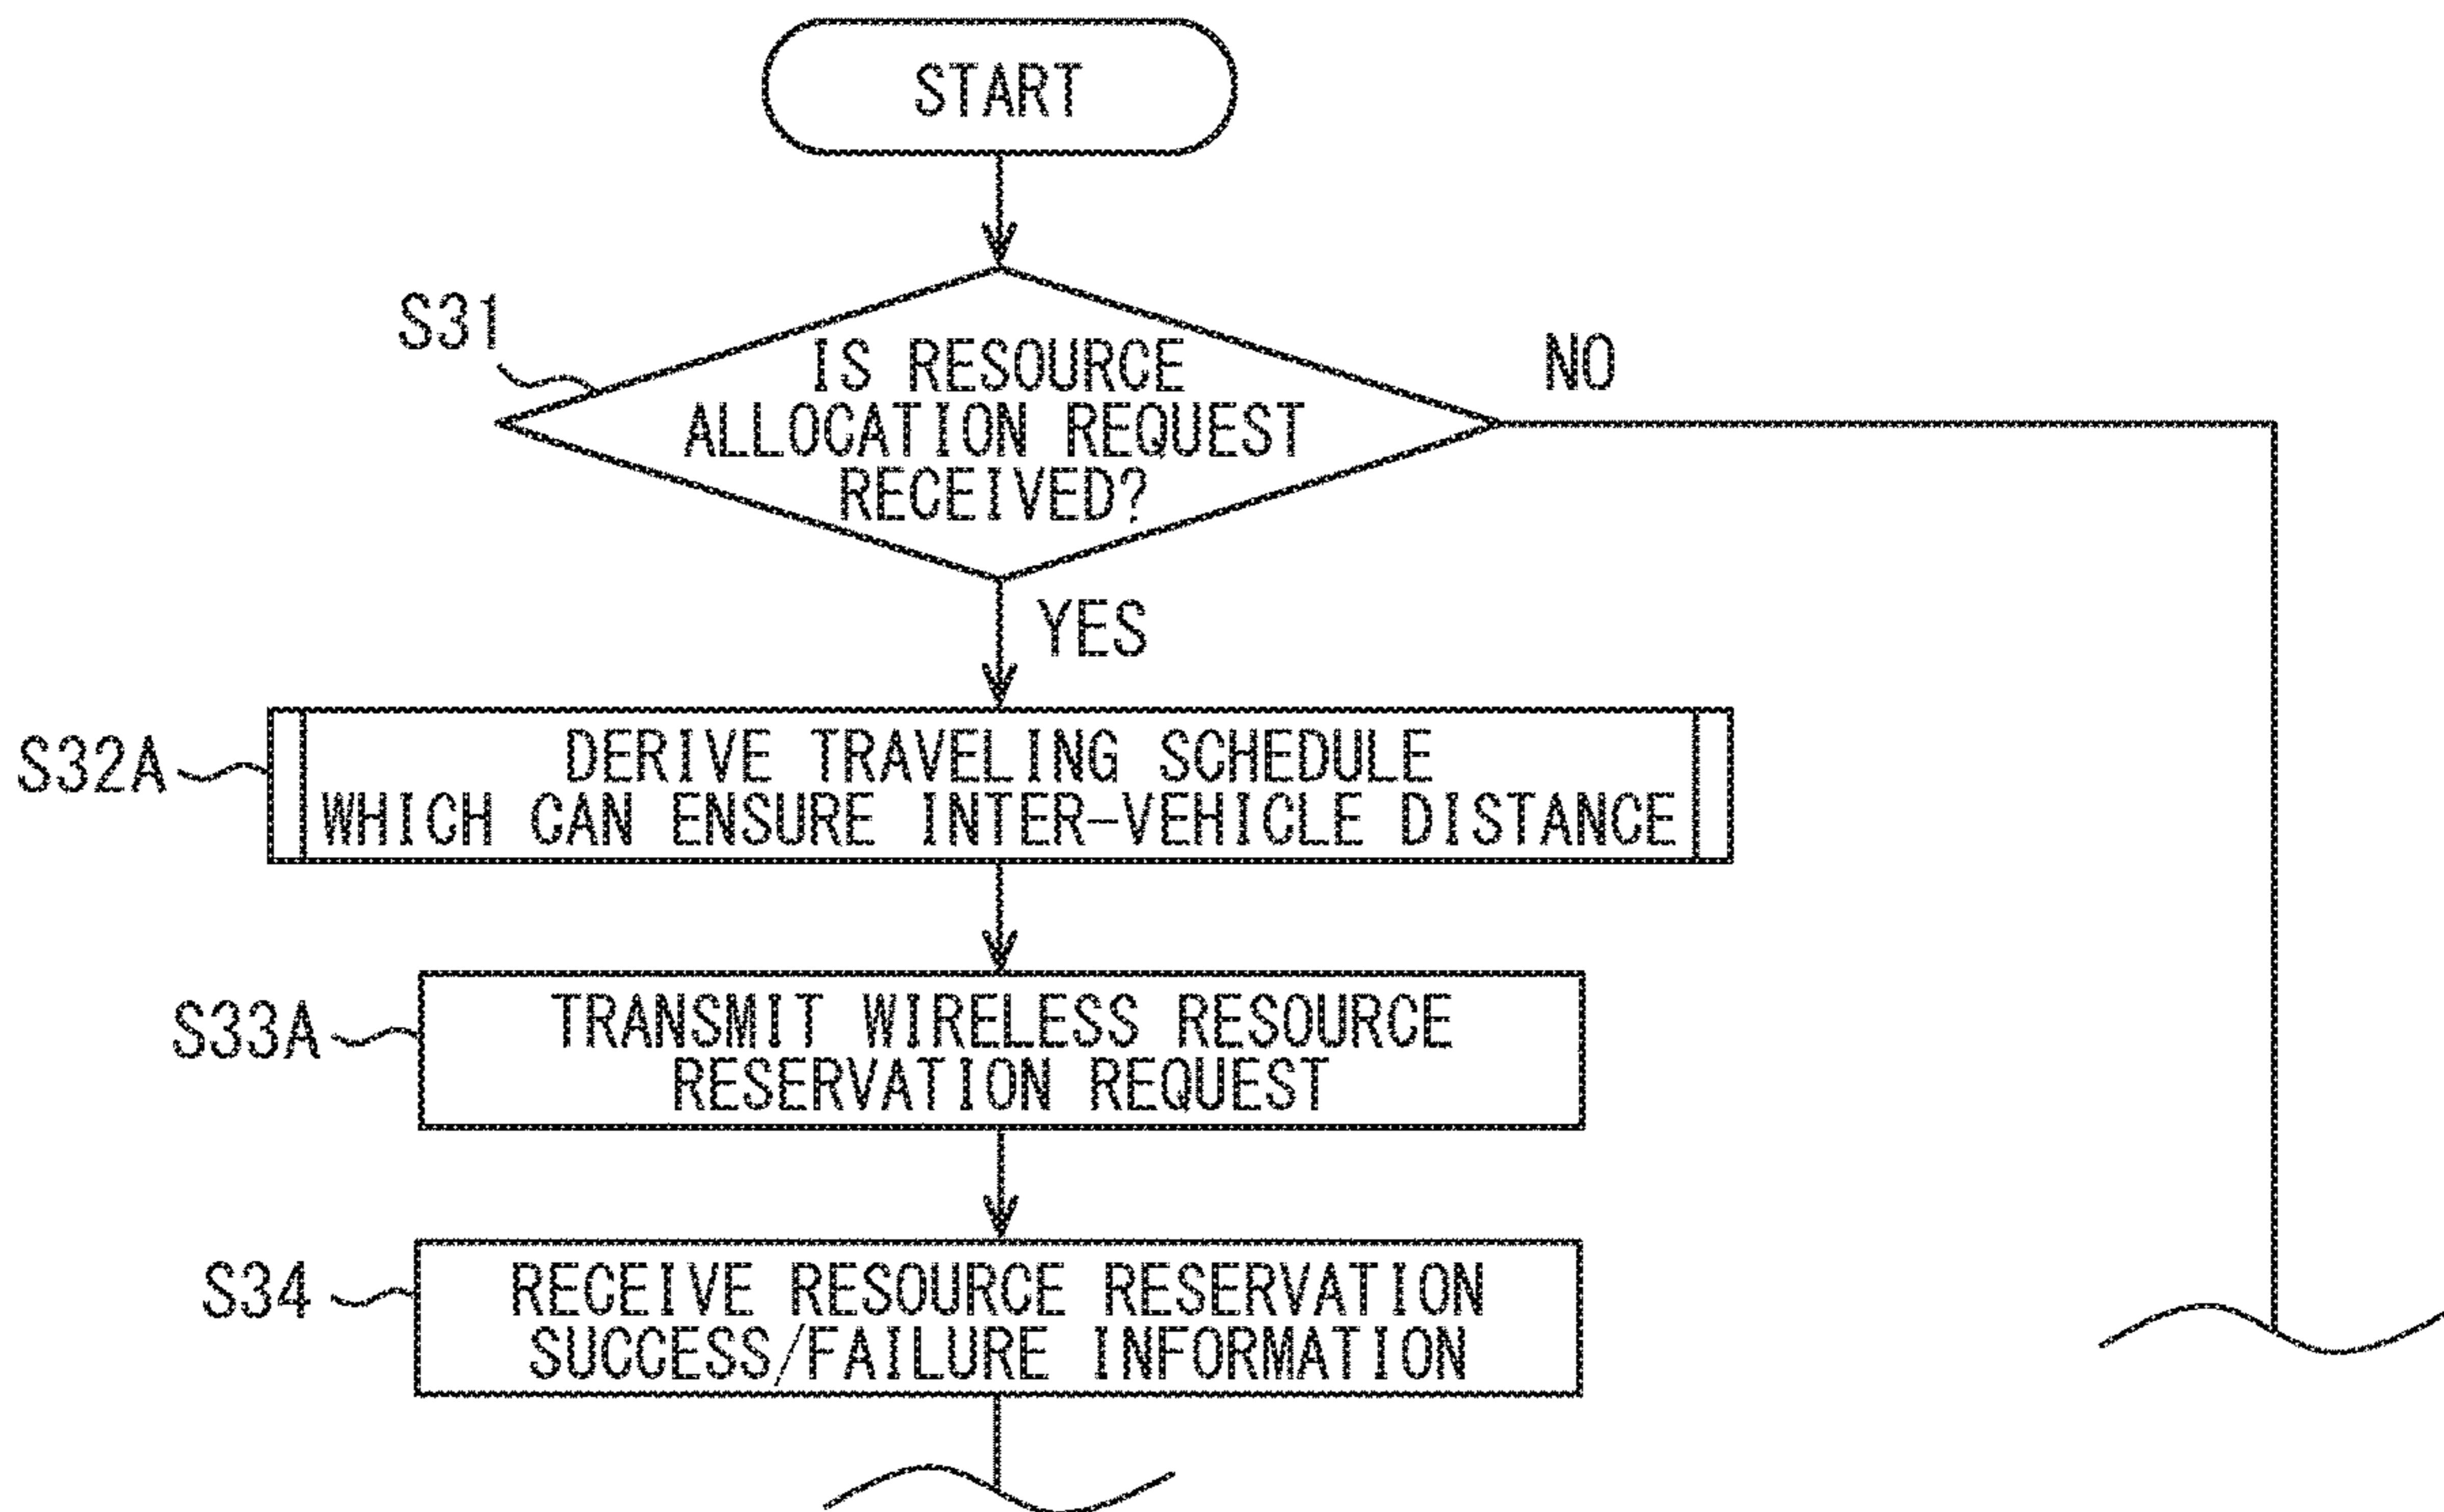 START
S31
IS RESOURCE
ALLOCATION REQUEST
RECEIVED?
NO
YES
S32A
DERIVE TRAVELING SCHEDULE
WHICH CAN ENSURE INTER-VEHICLE DISTANCE
S33A
TRANSMIT WIRELESS RESOURCE
RESERVATION REQUEST
S34
RECEIVE RESOURCE RESERVATION
SUCCESS/FAILURE INFORMATION